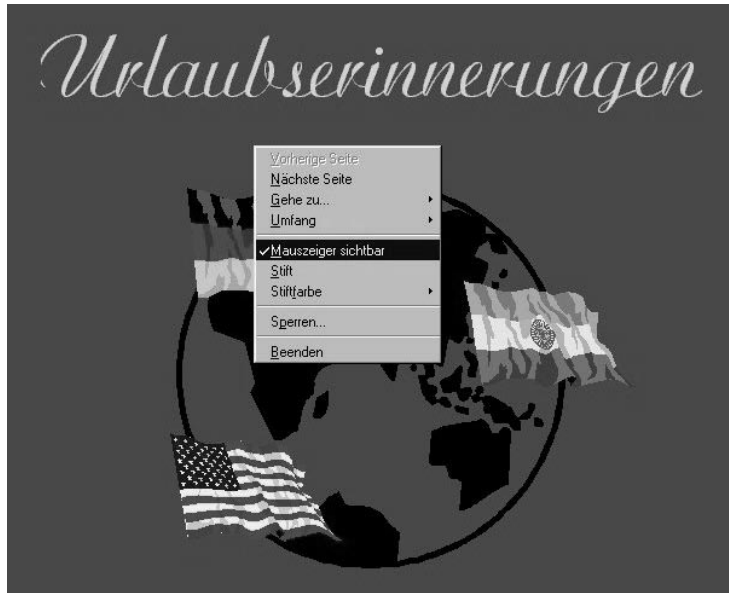 Urlaubserinnerungen
Vorherige Seite
Nächste Seite
Gehe zu...
Umfang
Mauszeiger sichtbar
Stift
Stiftfarbe
Sperren...
Beenden